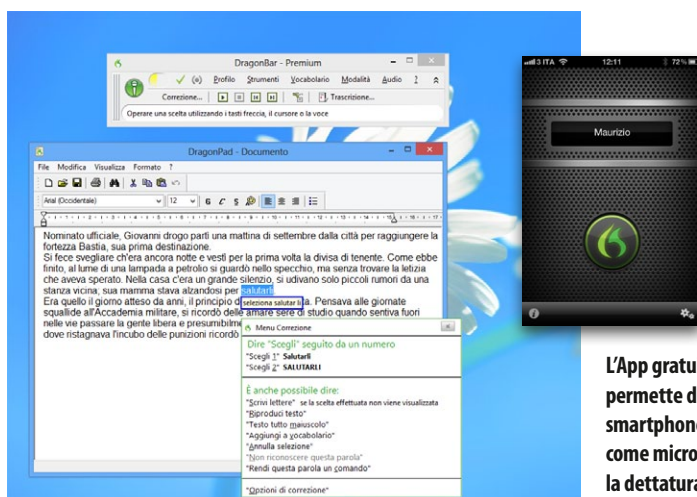 DragonBar - Premium
(o) Profilo Strumenti Vocabolario Modalità Audio ?
Correzione... Trascrizione...
Operare una scelta utilizzando i tasti freccia, il cursore o la voce
DragonPad - Documento
File Modifica Visualizza Formato ?
Arial (Occidentale) 12 G C S
Nominato ufficiale, Giovanni drogo partì una mattina di settembre dalla città per raggiungere la
fortezza Bastia, sua prima destinazione.
Si fece svegliare ch'era ancora notte e vestì per la prima volta la divisa di tenente. Come ebbe
finito, al lume di una lampada a petrolio si guardò nello specchio, ma senza trovare la letizia
che aveva sperato. Nella casa c'era un grande silenzio, si udivano solo piccoli rumori da una
stanza vicina; sua mamma stava alzandosi per salutarli
Era quello il giorno atteso da anni, il principio d seleziona salutar li a. Pensava alle giornate
squallide all'Accademia militare, si ricordò delle amare sere di studio quando sentiva fuori
nelle vie passare la gente libera e presumibilme
dove ristagnava l'incubo delle punizioni ricordò
Menu Correzione
Dire "Scegli" seguito da un numero
"Scegli 1" Salutarli
"Scegli 2" SALUTARLI
È anche possibile dire:
"Scrivi lettere" se la scelta effettuata non viene visualizzata
"Riproduci testo"
"Testo tutto maiuscolo"
"Aggiungi a vocabolario"
"Annulla selezione"
"Non riconoscere questa parola"
"Rendi questa parola un comando"
"Opzioni di correzione"
3 ITA 12:11 72%
Maurizio
L'App gratu
permette d
smartphone
come micro
la dettatura